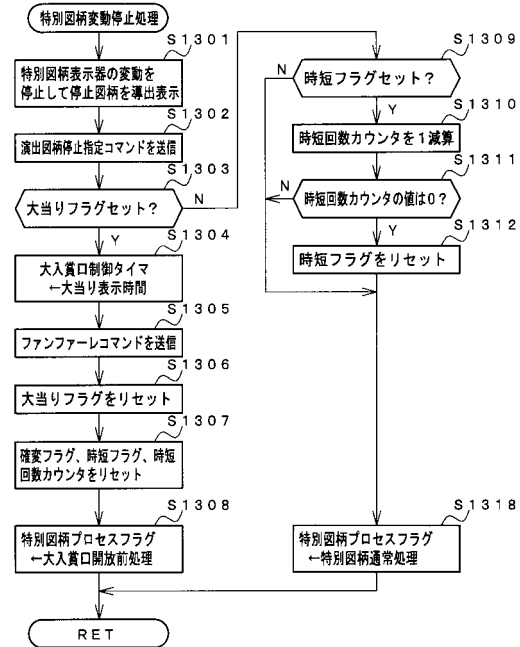 特別図柄変動停止処理
S1301
特別図柄表示器の変動を
停止して停止図柄を導出表示
S1302
演出図柄停止指定コマンドを送信
S1303
大当りフラグセット？
N
Y
S1304
大入賞口制御タイマ
←大当り表示時間
S1305
ファンファーレコマンドを送信
S1306
大当りフラグをリセット
S1307
確変フラグ、時短フラグ、時短
回数カウンタをリセット
S1308
特別図柄プロセスフラグ
←大入賞口開放前処理
RET
S1309
時短フラグセット？
N
Y
S1310
時短回数カウンタを1減算
S1311
時短回数カウンタの値は0？
N
Y
S1312
時短フラグをリセット
S1318
特別図柄プロセスフラグ
←特別図柄通常処理